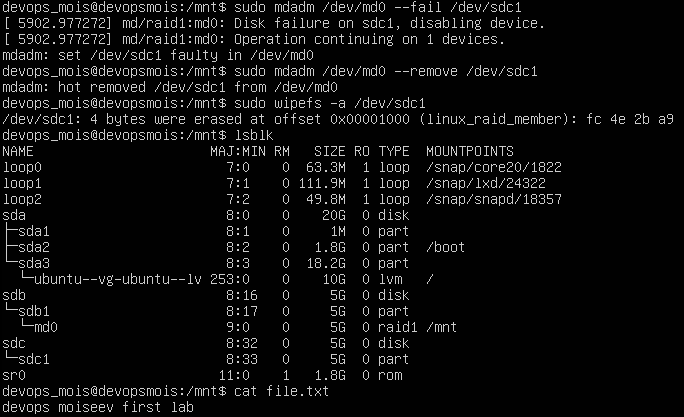 devops_mois@devopsmois:/mnt$ sudo mdadm /dev/md0 --fail /dev/sdc1
[ 5902.977272] md/raid1:md0: Disk failure on sdc1, disabling device.
[ 5902.977272] md/raid1:md0: Operation continuing on 1 devices.
mdadm: set /dev/sdc1 faulty in /dev/md0
devops_mois@devopsmois:/mnt$ sudo mdadm /dev/md0 --remove /dev/sdc1
mdadm: hot removed /dev/sdc1 from /dev/md0
devops_mois@devopsmois:/mnt$ sudo wipefs -a /dev/sdc1
/dev/sdc1: 4 bytes were erased at offset 0x00001000 (linux_raid_member): fc 4e 2b a9
devops_mois@devopsmois:/mnt$ lsblk
NAME MAJ:MIN RM SIZE RO TYPE MOUNTPOINTS
loop0 7:0 0 63.3M 1 loop /snap/core20/1822
loop1 7:1 0 111.9M 1 loop /snap/lxd/24322
loop2 7:2 0 49.8M 1 loop /snap/snapd/18357
sda 8:0 0 20G 0 disk
├─sda1 8:1 0 1M 0 part
├─sda2 8:2 0 1.8G 0 part /boot
└─sda3 8:3 0 18.2G 0 part
└─ubuntu--vg-ubuntu--lv 253:0 0 10G 0 lvm /
sdb 8:16 0 5G 0 disk
└─sdb1 8:17 0 5G 0 part
└─md0 9:0 0 5G 0 raid1 /mnt
sdc 8:32 0 5G 0 disk
└─sdc1 8:33 0 5G 0 part
sr0 11:0 1 1.8G 0 rom
devops_mois@devopsmois:/mnt$ cat file.txt
devops moiseev first lab